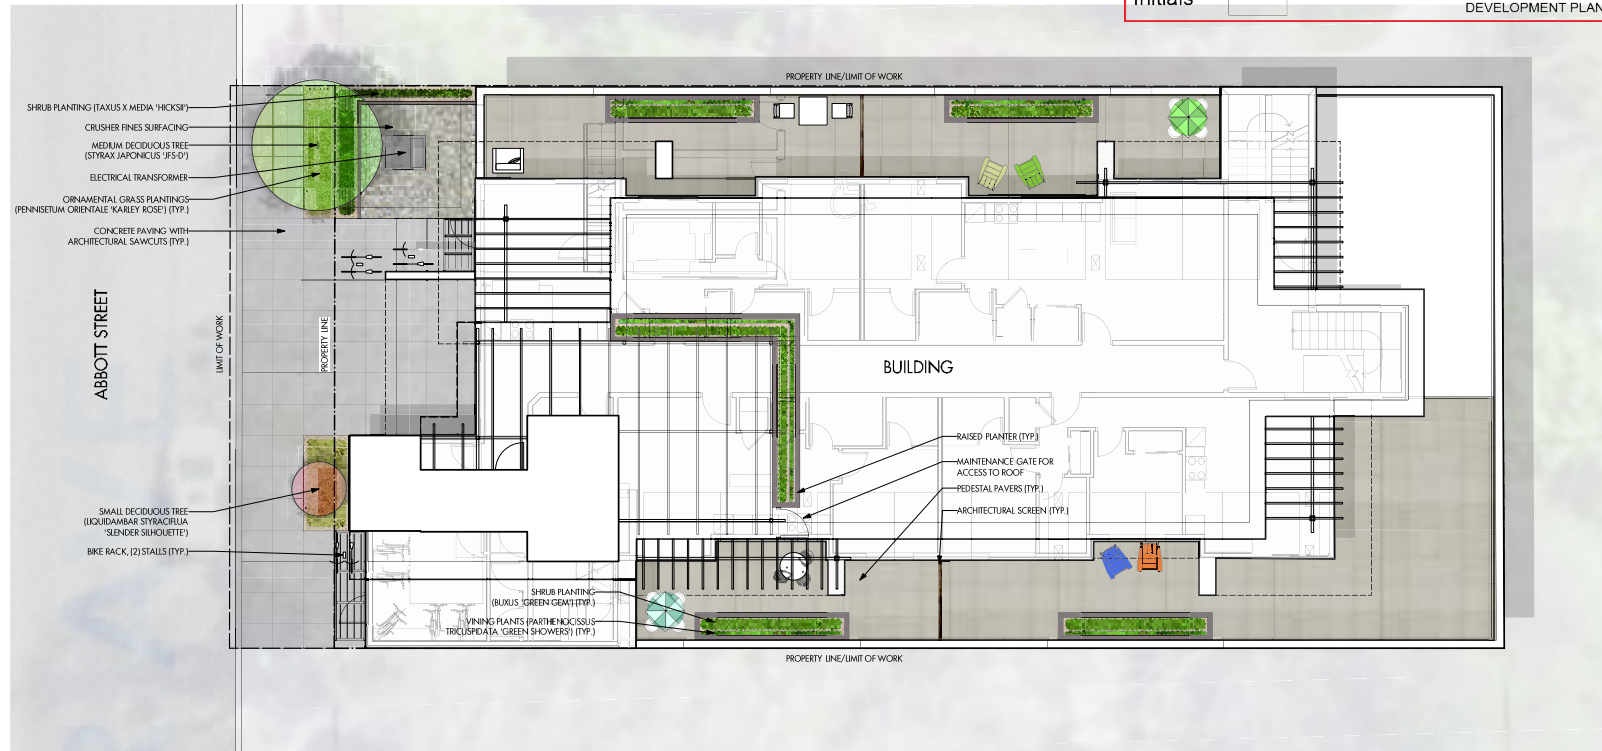 Initials
DEVELOPMENT PLAN
PROPERTY LINE/LIMIT OF WORK
SHRUB PLANTING (TAXUS X MEDIA 'HICKSII')
CRUSHER FINES SURFACING
MEDIUM DECIDUOUS TREE
(STYRAX JAPONICUS 'JFS-D')
ELECTRICAL TRANSFORMER
ORNAMENTAL GRASS PLANTINGS
(PENNISETUM ORIENTALE 'KARLEY ROSE') (TYP.)
CONCRETE PAVING WITH
ARCHITECTURAL SAWCUTS (TYP.)
ABBOTT STREET
LIMIT OF WORK
PROPERTY LINE
BUILDING
RAISED PLANTER (TYP.)
MAINTENANCE GATE FOR
ACCESS TO ROOF
PEDESTAL PAVERS (TYP.)
ARCHITECTURAL SCREEN (TYP.)
SMALL DECIDUOUS TREE
(LIQUIDAMBAR STYRACIFLUA
'SLENDER SILHOUETTE')
BIKE RACK, (2) STALLS (TYP.)
SHRUB PLANTING
(BUXUS 'GREEN GEM') (TYP.)
VINING PLANTS (PARTHENOCISSUS
TRICUSPIDATA 'GREEN SHOWERS') (TYP.)
PROPERTY LINE/LIMIT OF WORK